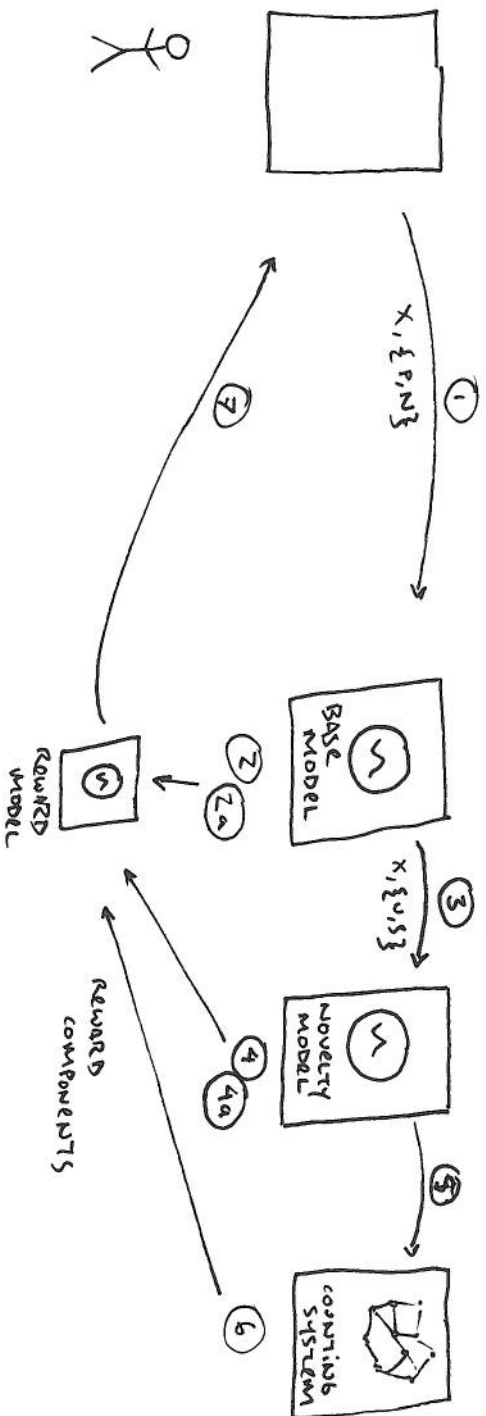 ①
X, {P,N}
BASE
MODEL
②
②a
③
X, {U,S}
NOVELTY
MODEL
④
④a
⑤
COUNTING
SYSTEM
⑥
REWARD
COMPONENTS
REWARD
MODEL
⑦